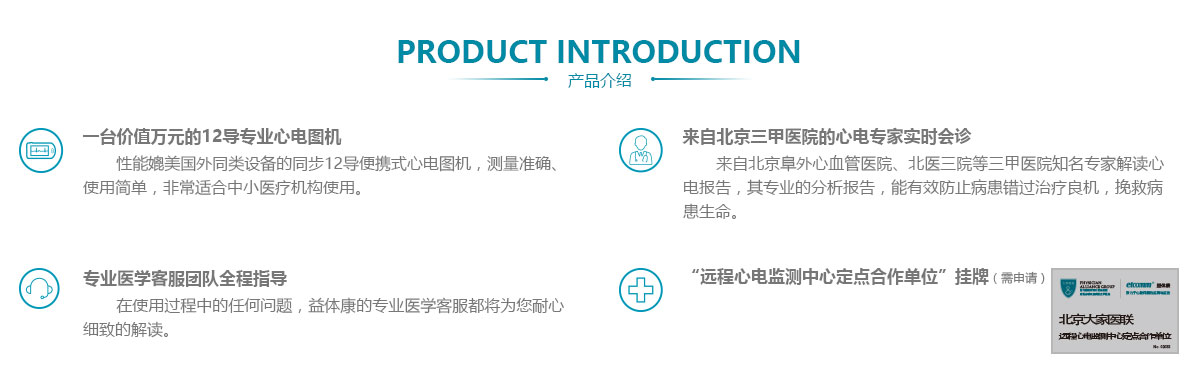 PRODUCT INTRODUCTION
产品介绍
一台价值万元的12导专业心电图机
性能媲美国外同类设备的同步12导便携式心电图机，测量准确、
使用简单，非常适合中小医疗机构使用。
来自北京三甲医院的心电专家实时会诊
来自北京阜外心血管医院、北医三院等三甲医院知名专家解读心
电报告，其专业的分析报告，能有效防止病患错过治疗良机，挽救病
患生命。
专业医学客服团队全程指导
在使用过程中的任何问题，益体康的专业医学客服都将为您耐心
细致的解读。
“远程心电监测中心定点合作单位”挂牌（需申请）
PHYSICIAN
ALLIANCE GROUP
etcomm 益体康
北京大家医联
远程心电监测中心定点合作单位